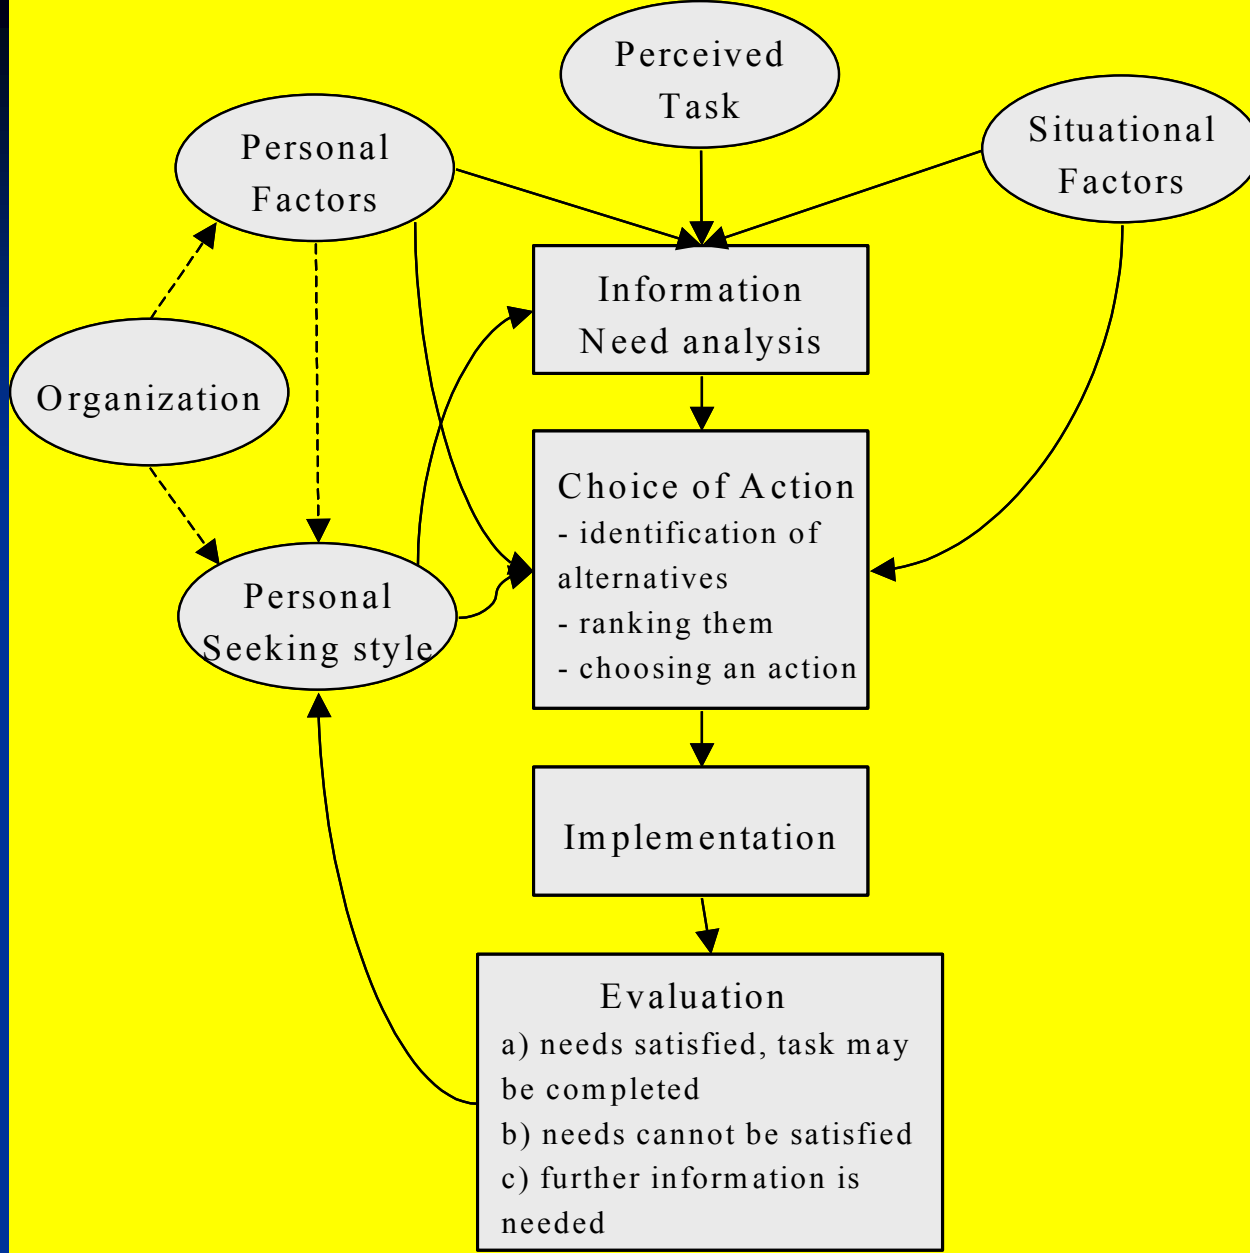 Perceived
Task
Personal
Factors
Situational
Factors
Information
Need analysis
Organization
Choice of Action
- identification of
alternatives
- ranking them
- choosing an action
Personal
Seeking style
Implementation
Evaluation
a) needs satisfied, task may
be completed
b) needs cannot be satisfied
c) further information is
needed